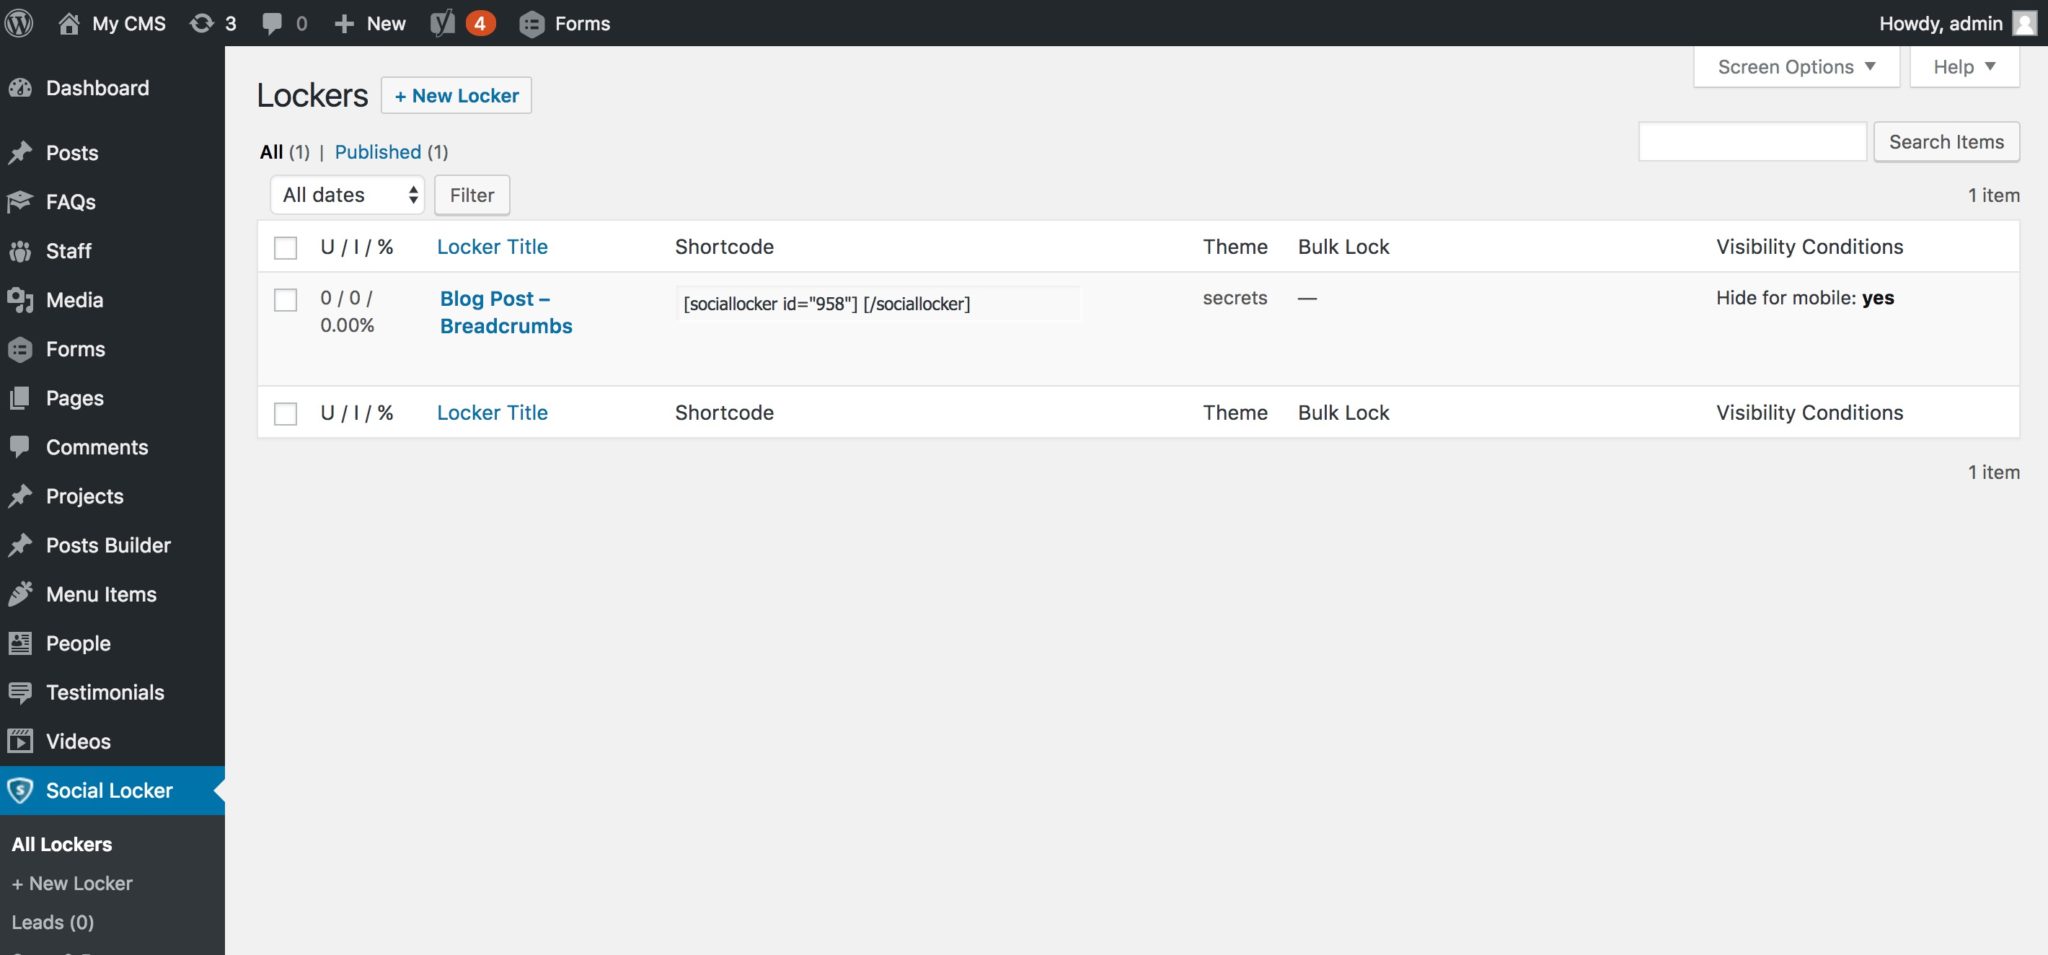 My CMS 3 0 + New 4 Forms Howdy, admin
Screen Options ▼ Help ▼
Dashboard
Posts
FAQs
Staff
Media
Forms
Pages
Comments
Projects
Posts Builder
Menu Items
People
Testimonials
Videos
Social Locker
All Lockers
+ New Locker
Leads (0)
Lockers + New Locker
All (1) | Published (1)
Search Items
All dates Filter 1 item
U / I / % Locker Title Shortcode Theme Bulk Lock Visibility Conditions
0 / 0 / Blog Post – [sociallocker id="958"] [/sociallocker] secrets — Hide for mobile: yes
0.00% Breadcrumbs
U / I / % Locker Title Shortcode Theme Bulk Lock Visibility Conditions
1 item